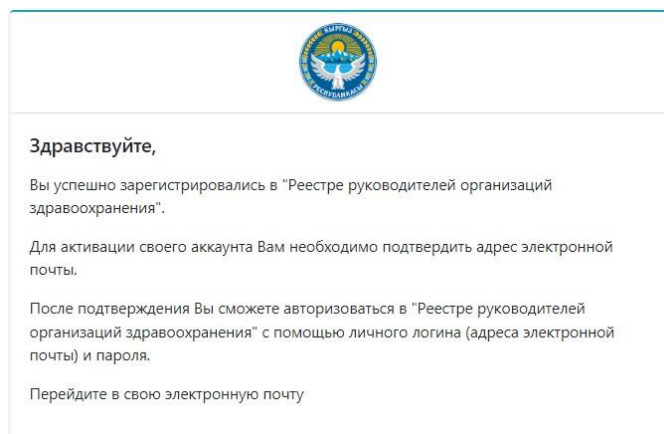 КЫРГЫЗ
РЕСПУБЛИКАСЫ
Здравствуйте,
Вы успешно зарегистрировались в "Реестре руководителей организаций
здравоохранения".
Для активации своего аккаунта Вам необходимо подтвердить адрес электронной
почты.
После подтверждения Вы сможете авторизоваться в "Реестре руководителей
организаций здравоохранения" с помощью личного логина (адреса электронной
почты) и пароля.
Перейдите в свою электронную почту